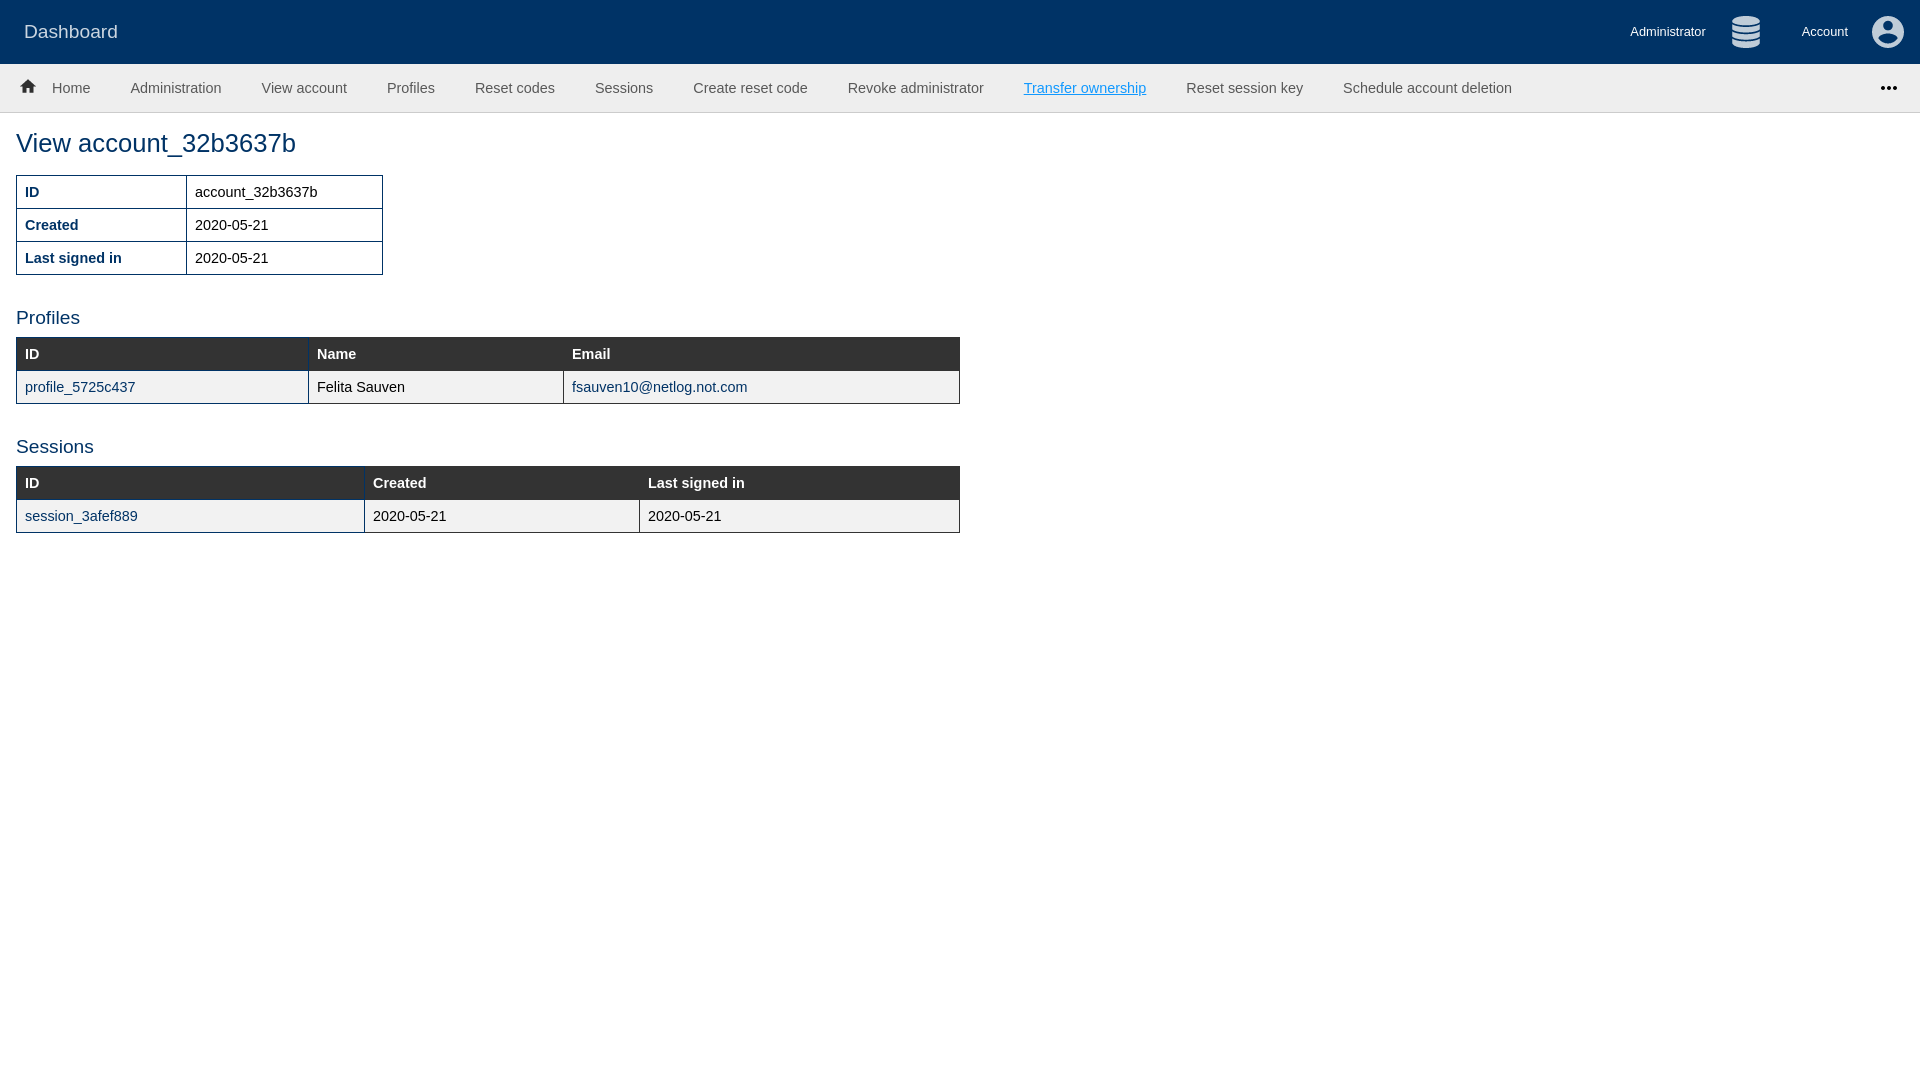 Dashboard
Administrator
Account
Home Administration View account Profiles Reset codes Sessions Create reset code Revoke administrator Transfer ownership Reset session key Schedule account deletion
View account_32b3637b
ID account_32b3637b
Created 2020-05-21
Last signed in 2020-05-21
Profiles
ID Name Email
profile_5725c437 Felita Sauven fsauven10@netlog.not.com
Sessions
ID Created Last signed in
session_3afef889 2020-05-21 2020-05-21